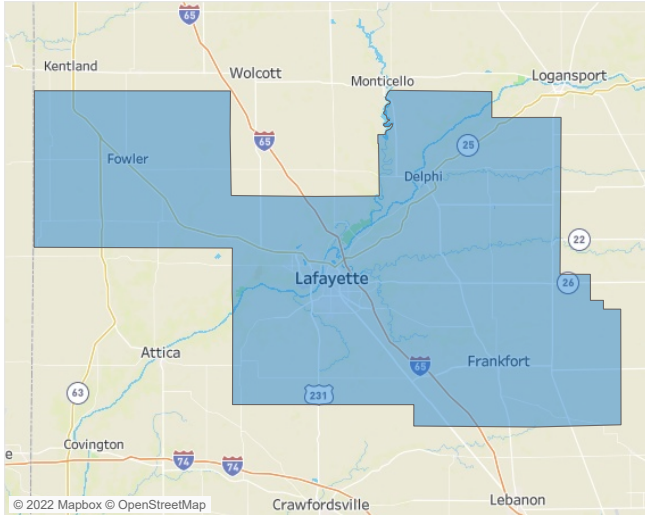 65
Kentland
Wolcott
Monticello
Logansport
65
25
Fowler
Delphi
22
Lafayette
26
Attica
Frankfort
65
63
231
Covington
e
74
74
Crawfordsville
Lebanon
© 2022 Mapbox © OpenStreetMap